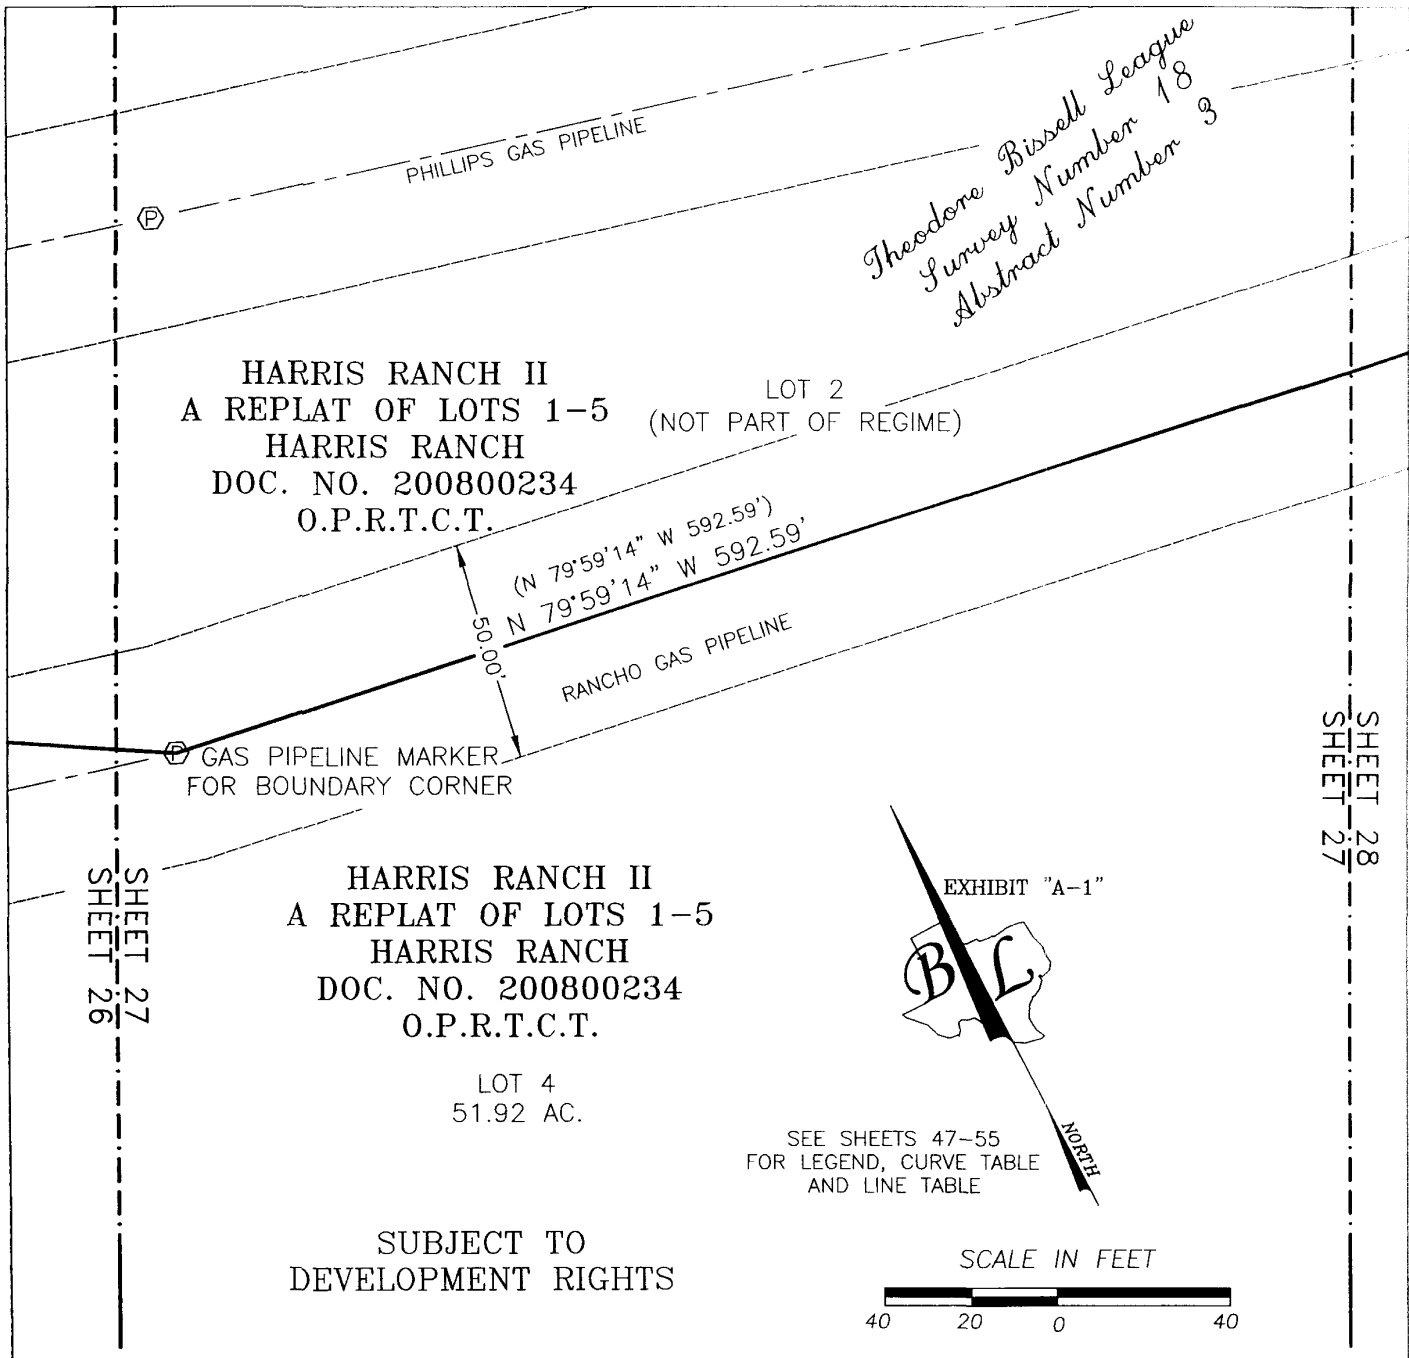 PHILLIPS GAS PIPELINE
P
Theodore Bissell League
Survey Number 18
Abstract Number 3
HARRIS RANCH II
A REPLAT OF LOTS 1-5
HARRIS RANCH
DOC. NO. 200800234
O.P.R.T.C.T.
LOT 2
(NOT PART OF REGIME)
(N 79°59'14" W 592.59')
N 79°59'14" W 592.59'
50.00'
RANCHO GAS PIPELINE
P
GAS PIPELINE MARKER
FOR BOUNDARY CORNER
SHEET 28
SHEET 27
SHEET 27
SHEET 26
HARRIS RANCH II
A REPLAT OF LOTS 1-5
HARRIS RANCH
DOC. NO. 200800234
O.P.R.T.C.T.
LOT 4
51.92 AC.
EXHIBIT "A-1"
B L
NORTH
SEE SHEETS 47-55
FOR LEGEND, CURVE TABLE
AND LINE TABLE
SUBJECT TO
DEVELOPMENT RIGHTS
SCALE IN FEET
40 20 0 40